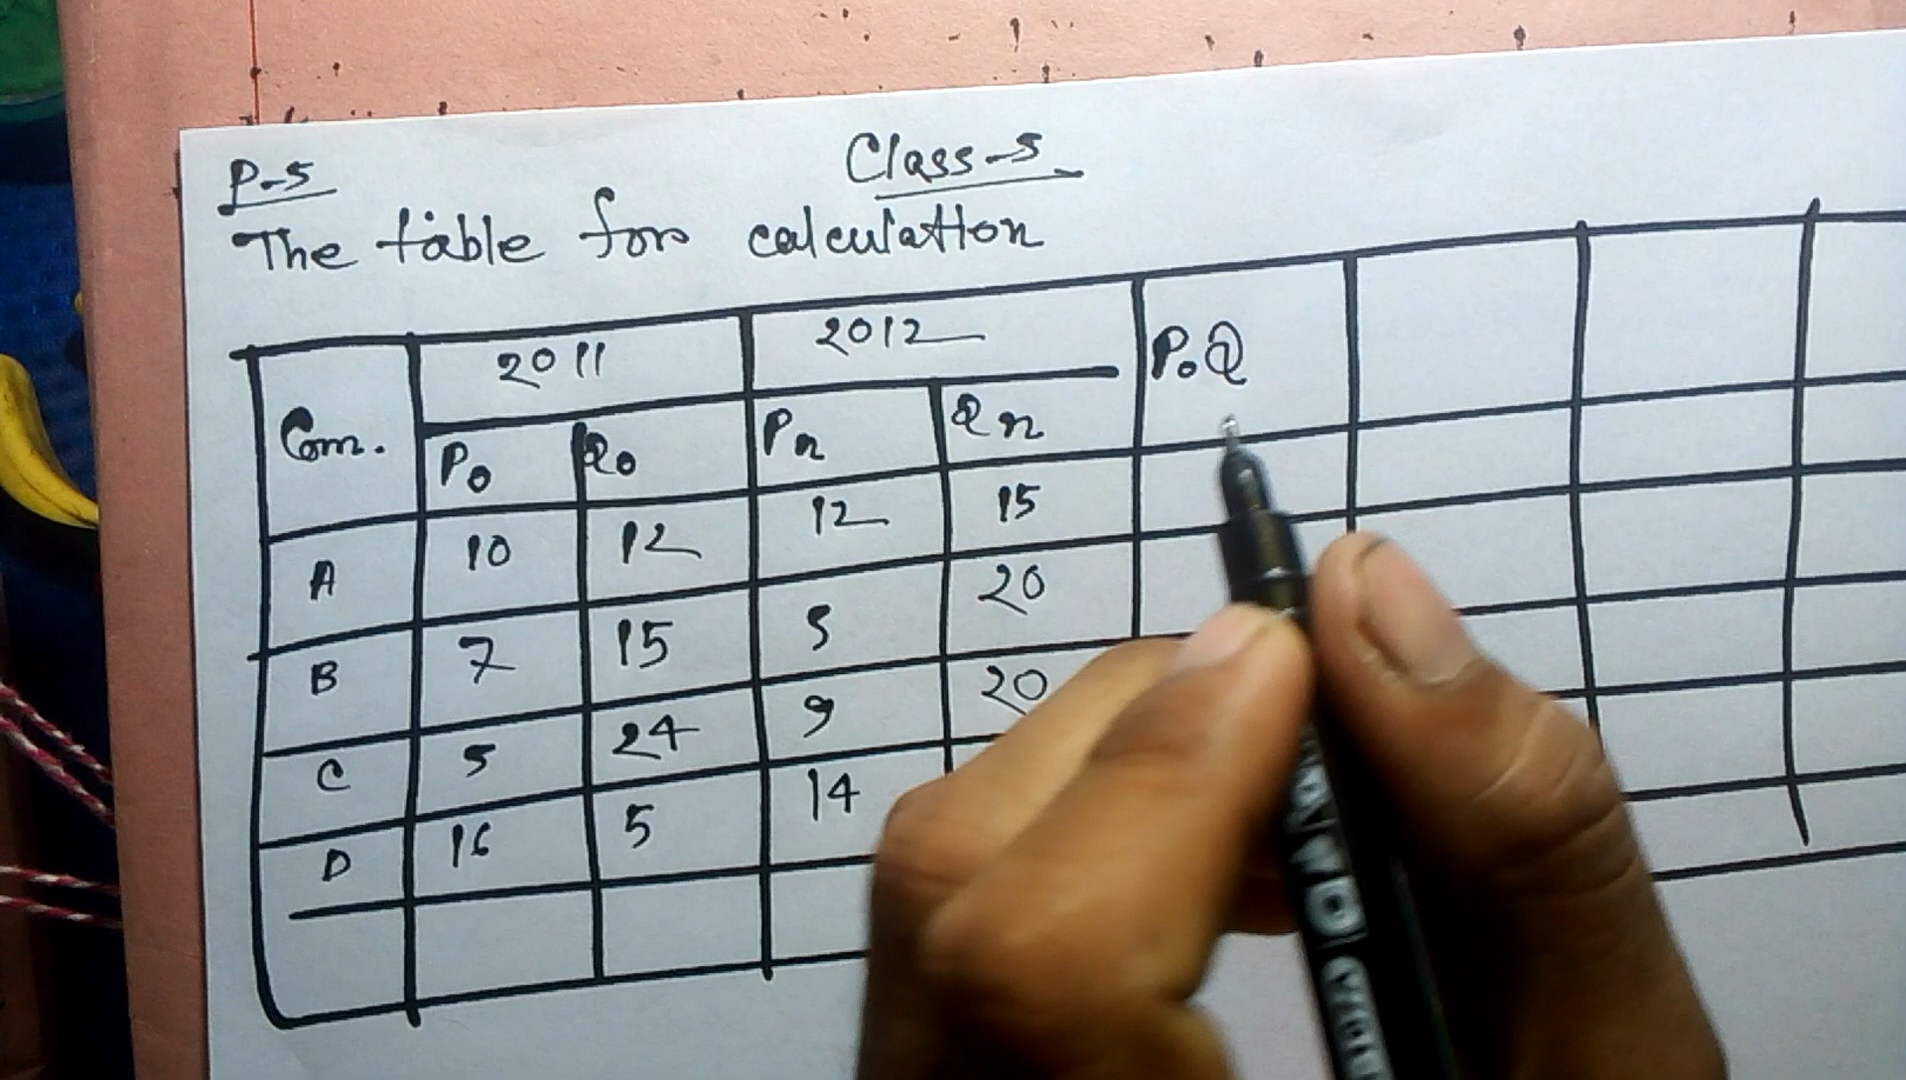 P-5
Class-5
The table for calculation
Com. 2011 2012 P₀Q
P₀ Q₀ Pn Qn
A 10 12 12 15
B 7 15 5 20
C 5 24 9 20
D 16 5 14